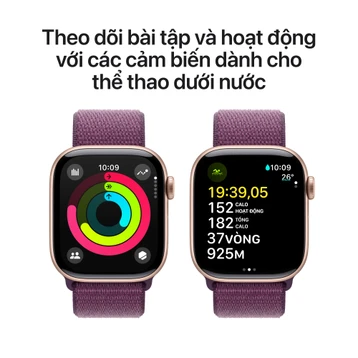 Theo dõi bài tập và hoạt động
với các cảm biến dành cho
thể thao dưới nước
10:09
10:09
26°
19:39,05
152 CALO HOẠT ĐỘNG
182 TỔNG CALO
37VÒNG
925M